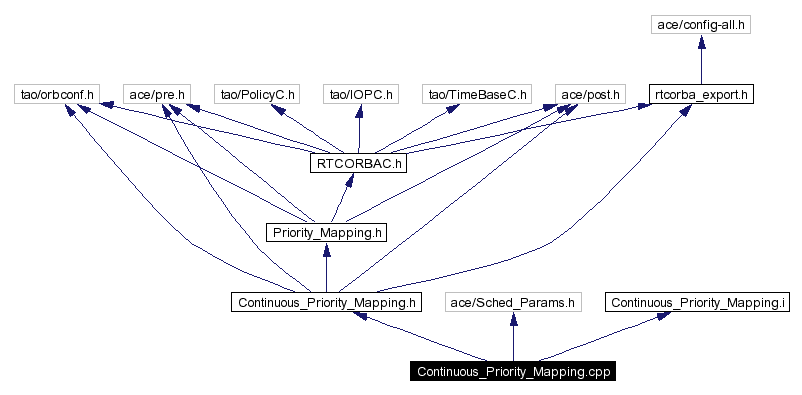 ace/config-all.h
tao/orbconf.h
ace/pre.h
tao/PolicyC.h
tao/IOPC.h
tao/TimeBaseC.h
ace/post.h
rtcorba_export.h
RTCORBAC.h
Priority_Mapping.h
Continuous_Priority_Mapping.h
ace/Sched_Params.h
Continuous_Priority_Mapping.i
Continuous_Priority_Mapping.cpp